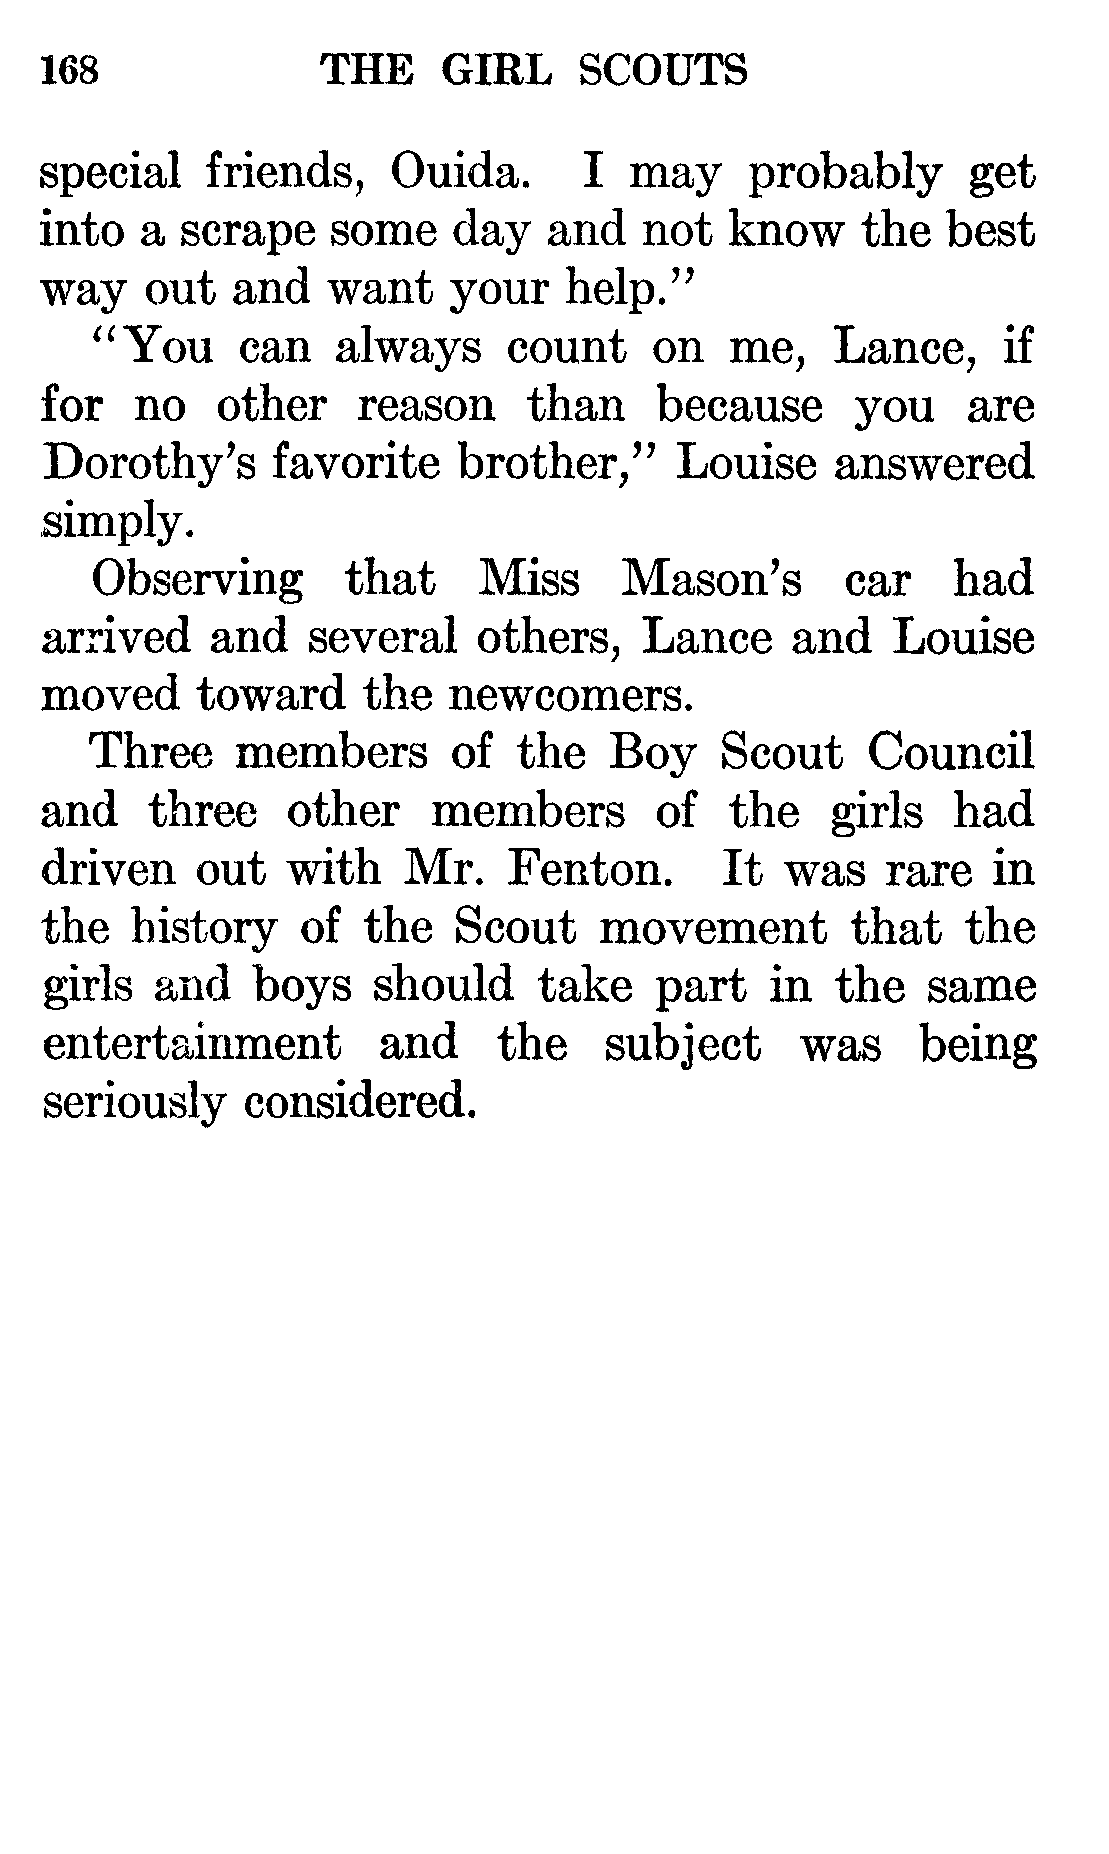 168 THE GIRL SCOUTS
special friends, Ouida. I may probably get
into a scrape some day and not know the best
way out and want your help."
"You can always count on me, Lance, if
for no other reason than because you are
Dorothy's favorite brother," Louise answered
simply.
Observing that Miss Mason's car had
arrived and several others, Lance and Louise
moved toward the newcomers.
Three members of the Boy Scout Council
and three other members of the girls had
driven out with Mr. Fenton. It was rare in
the history of the Scout movement that the
girls and boys should take part in the same
entertainment and the subject was being
seriously considered.